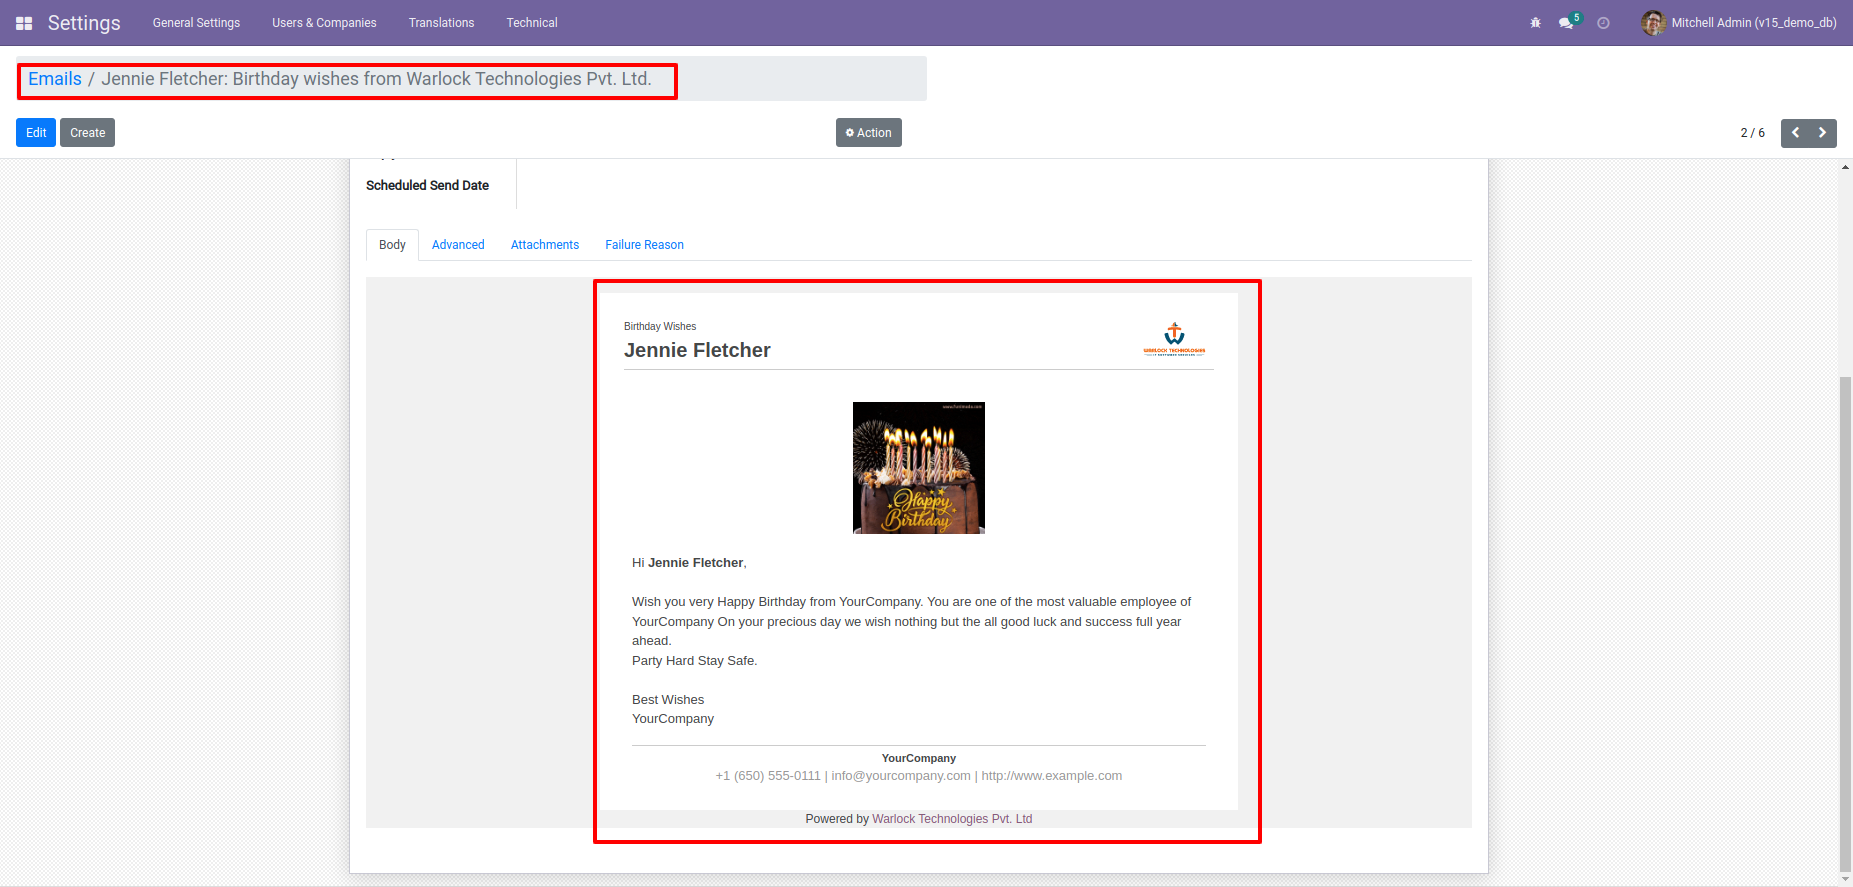 Settings General Settings Users & Companies Translations Technical 5 Mitchell Admin (v15_demo_db)
Emails / Jennie Fletcher: Birthday wishes from Warlock Technologies Pvt. Ltd.
Edit Create Action 2 / 6
Scheduled Send Date
Body Advanced Attachments Failure Reason
Birthday Wishes
Jennie Fletcher
WARLOCK TECHNOLOGIES
Happy
Birthday
Hi Jennie Fletcher,
Wish you very Happy Birthday from YourCompany. You are one of the most valuable employee of
YourCompany On your precious day we wish nothing but the all good luck and success full year
ahead.
Party Hard Stay Safe.
Best Wishes
YourCompany
YourCompany
+1 (650) 555-0111 | info@yourcompany.com | http://www.example.com
Powered by Warlock Technologies Pvt. Ltd